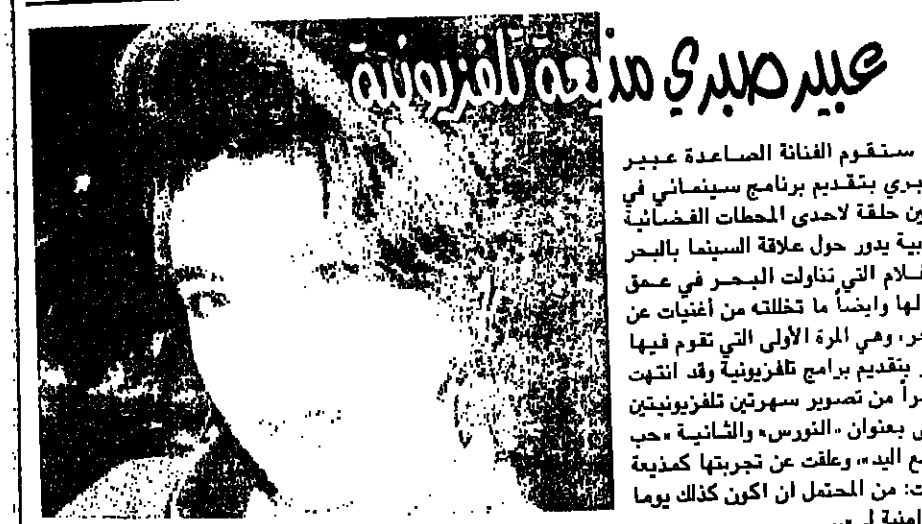 عبير صبري مذيعة تلفزيونية
ستقوم الفنانة الصاعدة عبير
بري بتقديم برنامج سينمائي في
ين حلقة لاحدى المحطات الفضائية
بية يدور حول علاقة السينما بالبحر
ـلام التي تناولت البحر في عمق
لها وايضاً ما تخللته من أغنيات عن
حر، وهي المرة الأولى التي تقوم فيها
ر بتقديم برامج تلفزيونية وقد انتهت
راً من تصوير سهرتين تلفزيونيتين
ى بعنوان «النورس» والثانية «حب
ع اليد»، وعلقت عن تجربتها كمذيعة
ت: من المحتمل ان اكون كذلك يوما